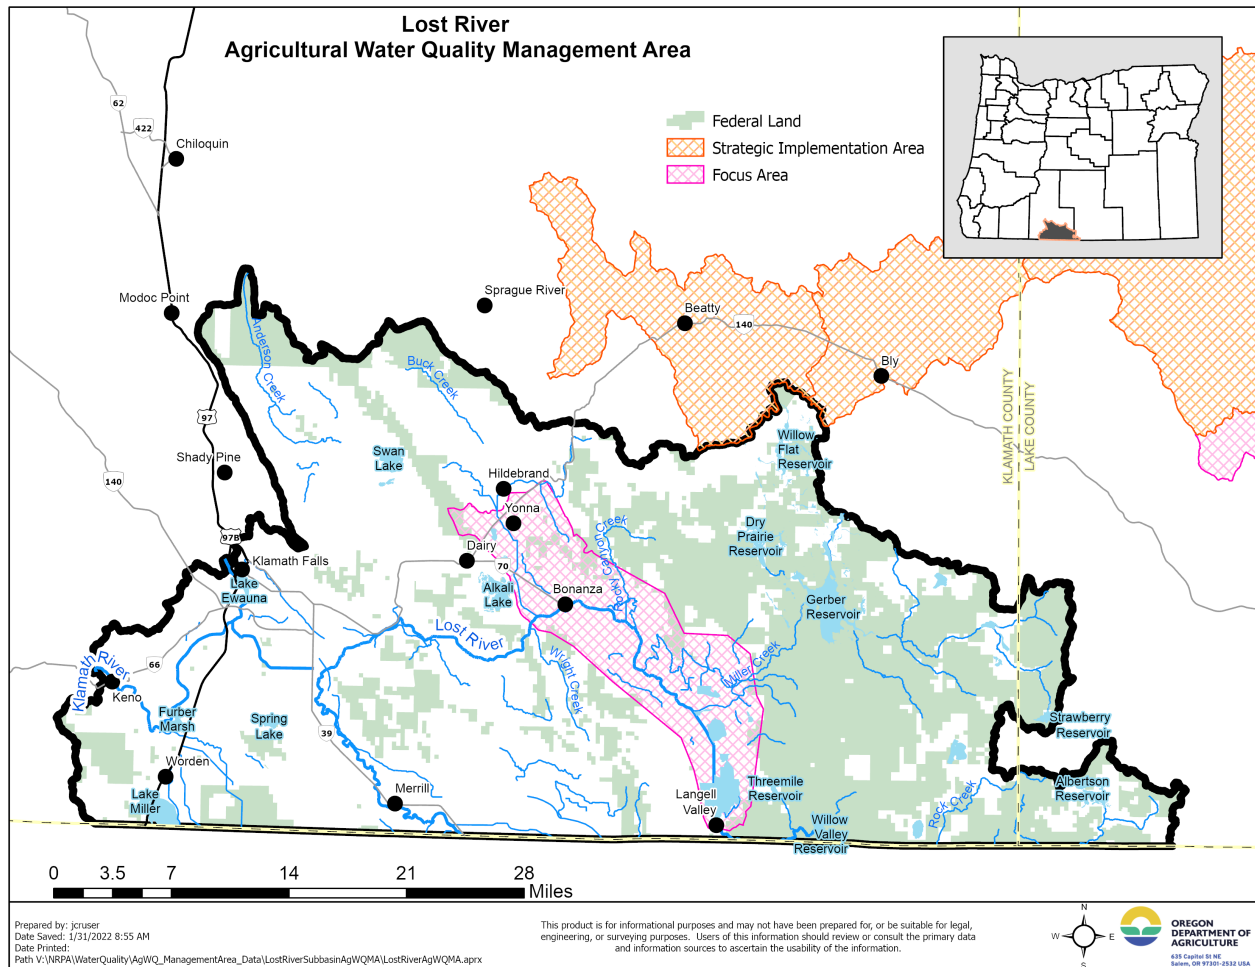 Lost River
Agricultural Water Quality Management Area
Federal Land
Strategic Implementation Area
Focus Area
62
422
Chiloquin
Modoc Point
Sprague River
Beatty
140
Bly
Anderson Creek
Buck Creek
97
KLAMATH COUNTY
LAKE COUNTY
Shady Pine
Swan
Lake
Willow
Flat
Reservoir
140
Hildebrand
Yonna
Rocky Canyon Creek
Dry
Prairie
Reservoir
97B
Klamath Falls
Dairy
70
Lake
Ewauna
Alkali
Lake
Bonanza
Gerber
Reservoir
Lost River
Wright Creek
Miller Creek
Klamath River
66
Keno
Furber
Marsh
Spring
Lake
39
Strawberry
Reservoir
Worden
Lake
Miller
Merrill
Langell
Valley
Threemile
Reservoir
Rock Creek
Albertson
Reservoir
Willow
Valley
Reservoir
0 3.5 7 14 21 28
Miles
Prepared by: jcruser
Date Saved: 1/31/2022 8:55 AM
Date Printed:
Path V:\NRPA\WaterQuality\AgWQ_ManagementArea_Data\LostRiverSubbasinAgWQMA\LostRiverAgWQMA.aprx
This product is for informational purposes and may not have been prepared for, or be suitable for legal,
engineering, or surveying purposes. Users of this information should review or consult the primary data
and information sources to ascertain the usability of the information.
N
W E
S
OREGON
DEPARTMENT OF
AGRICULTURE
635 Capitol St NE
Salem, OR 97301-2532 USA